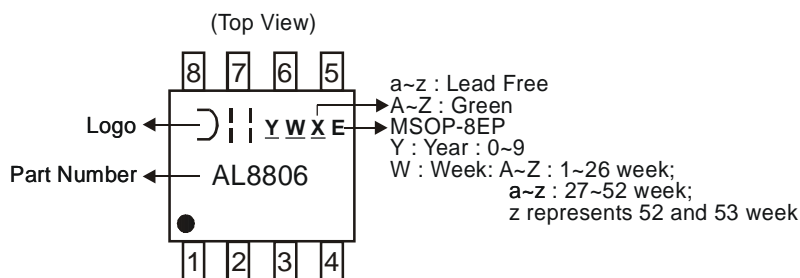 (Top View)
8 7 6 5
Logo
Y W X E
Part Number
AL8806
1 2 3 4
a~z : Lead Free
A~Z : Green
MSOP-8EP
Y : Year : 0~9
W : Week: A~Z : 1~26 week;
a~z : 27~52 week;
z represents 52 and 53 week